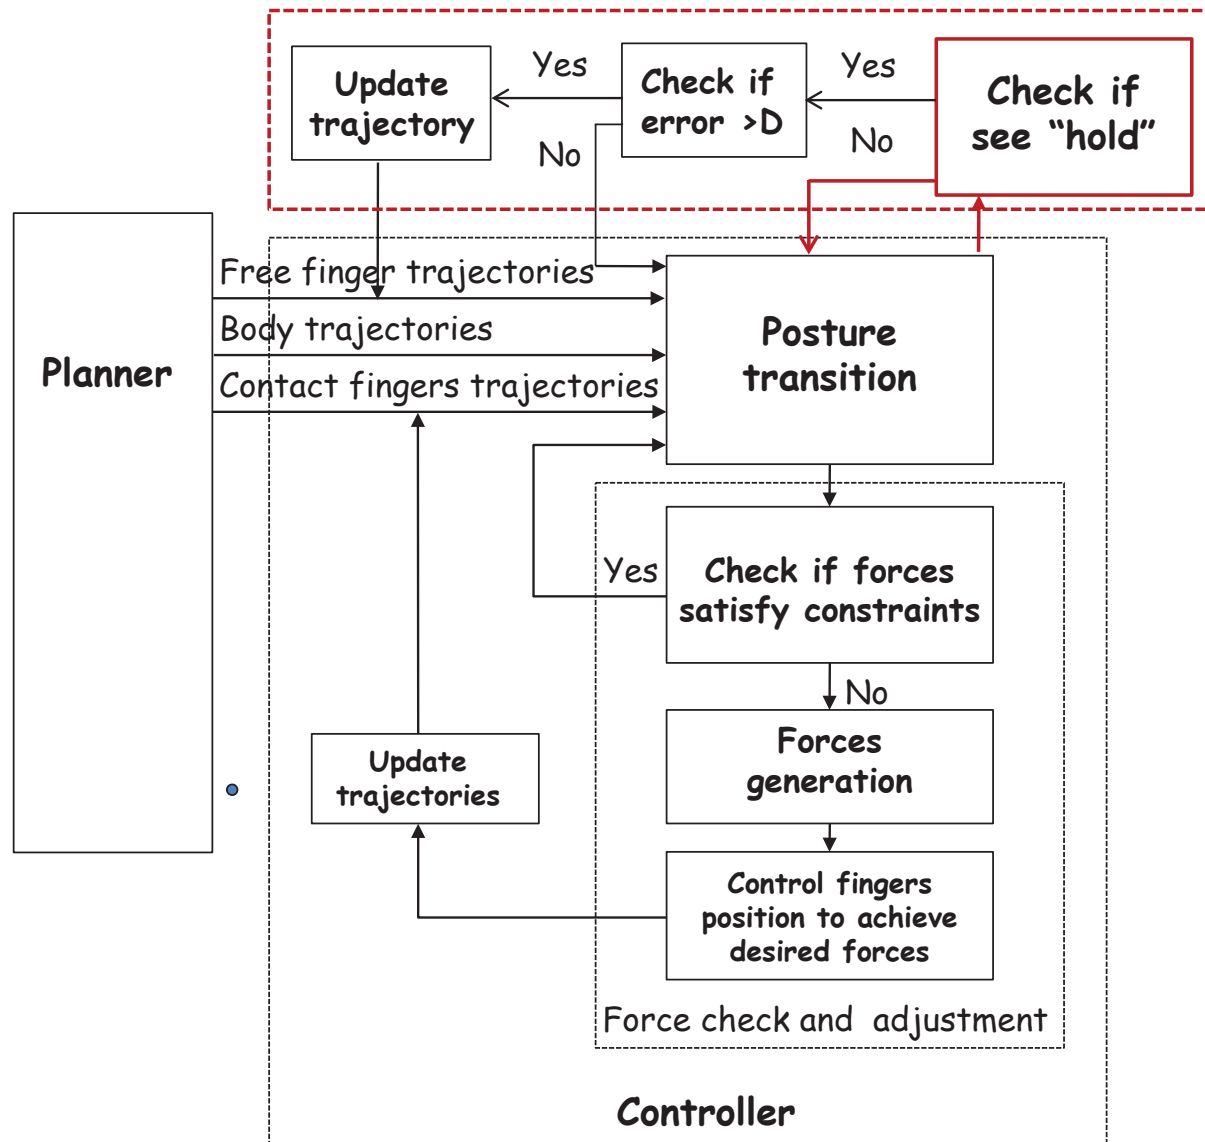 Update
trajectory
Yes
Check if
error >D
Yes
Check if
see “hold”
No
No
Planner
Free finger trajectories
Body trajectories
Contact fingers trajectories
Posture
transition
Yes
Check if forces
satisfy constraints
No
Forces
generation
Update
trajectories
Control fingers
position to achieve
desired forces
Force check and adjustment
Controller